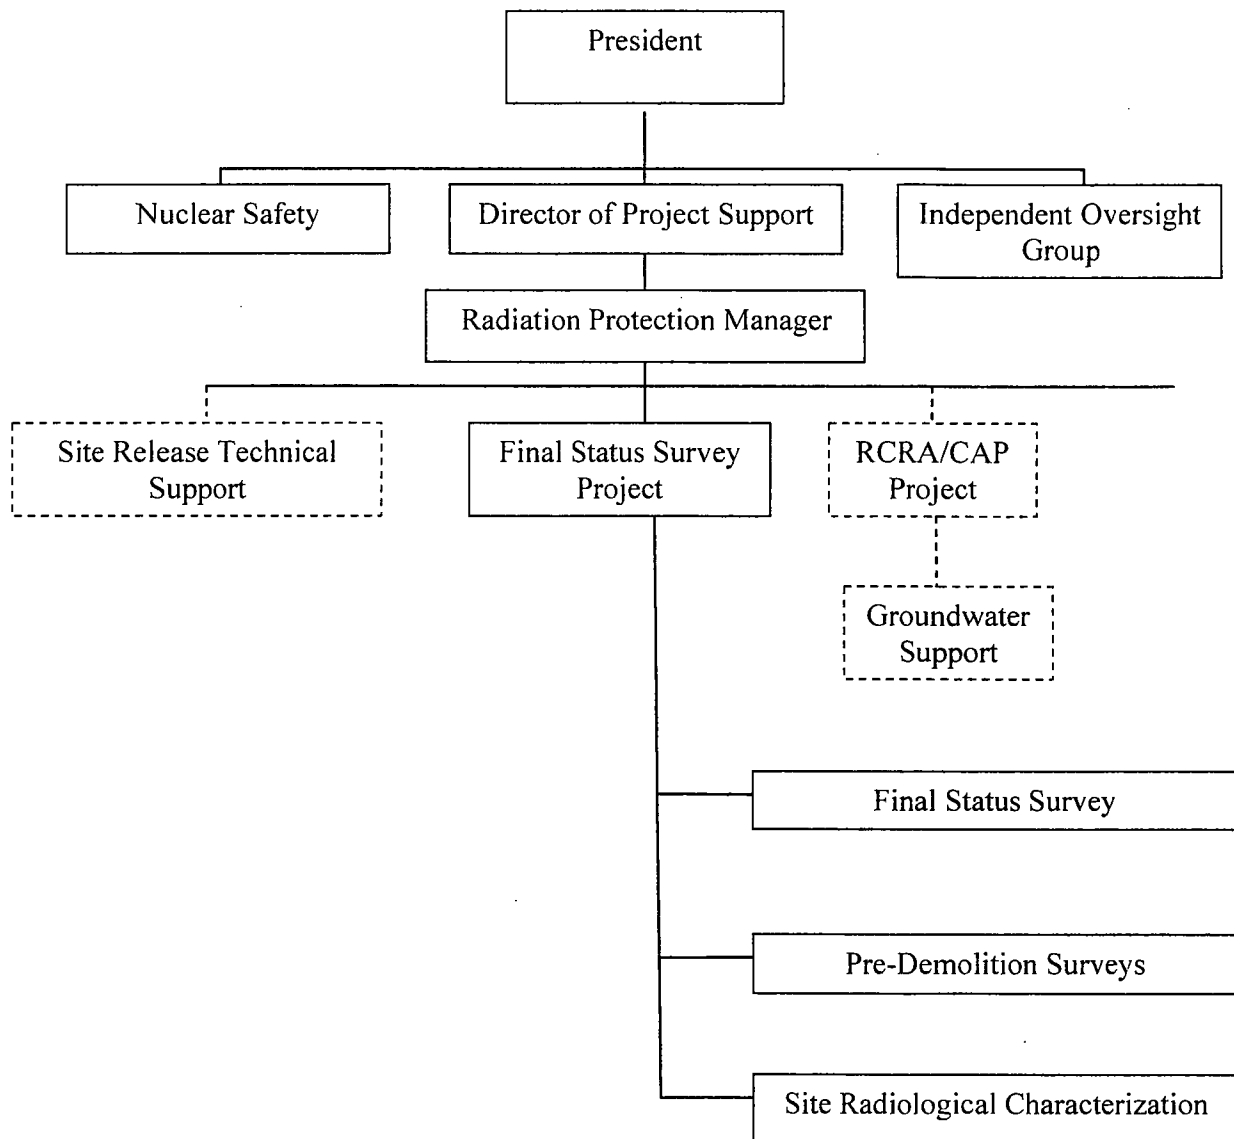 President
Nuclear Safety
Director of Project Support
Independent Oversight
Group
Radiation Protection Manager
Site Release Technical
Support
Final Status Survey
Project
RCRA/CAP
Project
Groundwater
Support
Final Status Survey
Pre-Demolition Surveys
Site Radiological Characterization